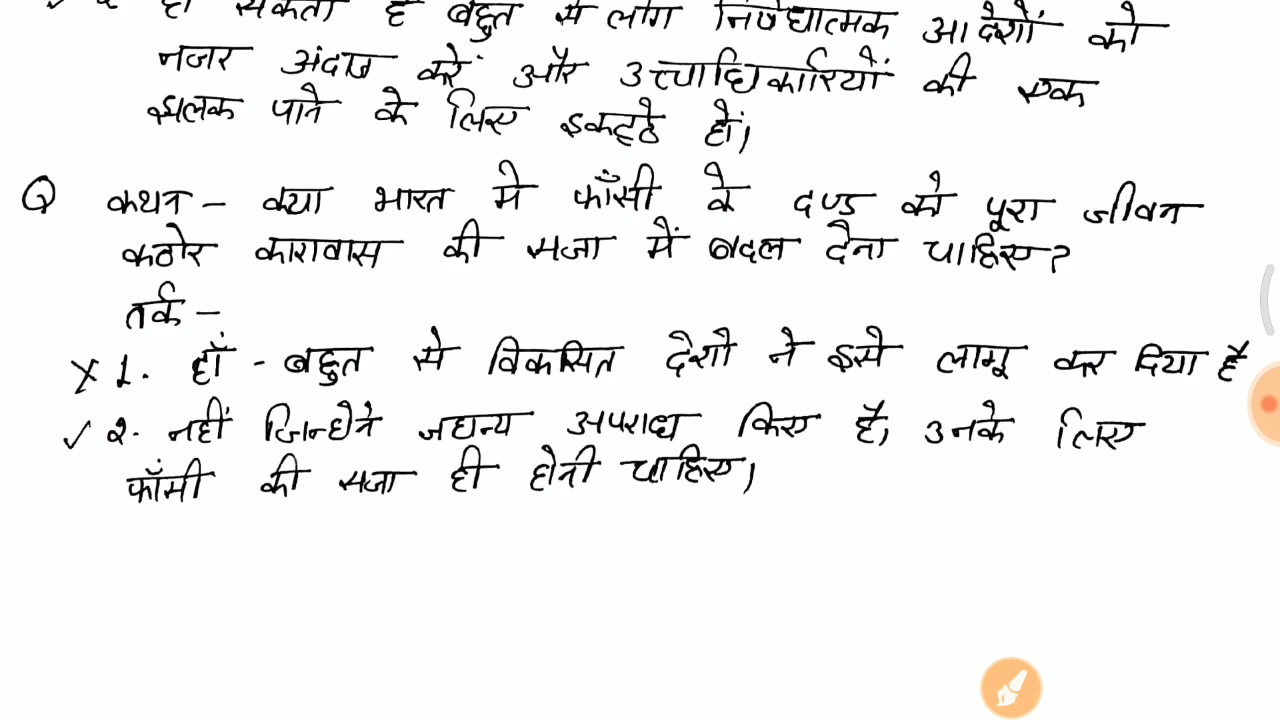 हो सकता है बहुत से लोग निषेधात्मक आदेशों को
नजर अंदाज करें और उत्त्चाधिकारियों की एक
झलक पाने के लिए इकट्ठे हों।
Q कथन - क्या भारत मे फाँसी के दण्ड को पूरा जीवन
कठोर कारावास की सजा में बदल देना चाहिए?
तर्क -
X 1. हाँ - बहुत से विकसित देशो ने इसे लागू कर दिया है
✓ 2. नहीं जिन्होने जघन्य अपराध किए है, उनके लिए
फाँसी की सजा ही होनी चाहिए।